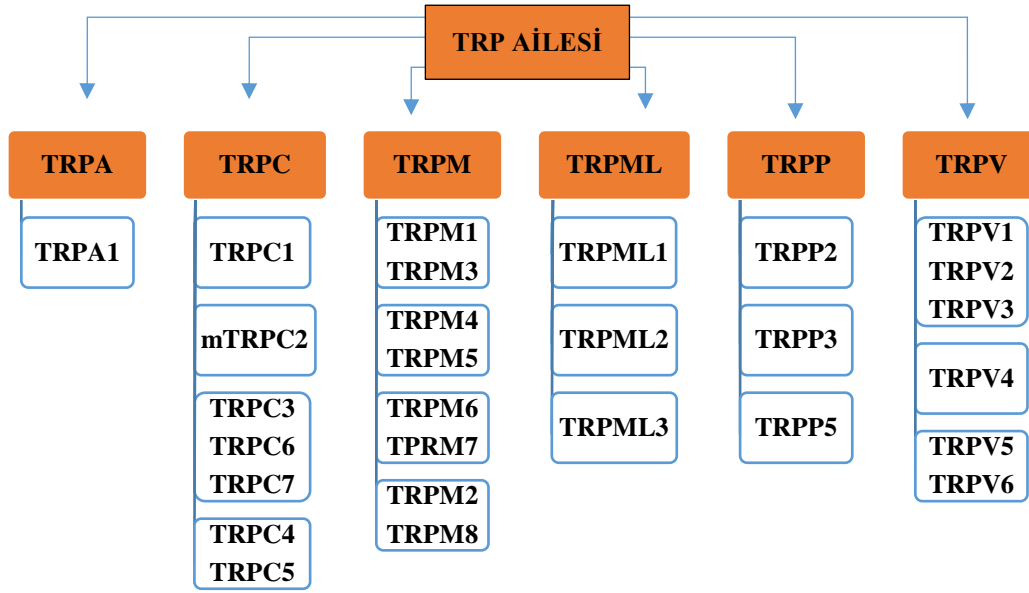 TRP AİLESİ
TRPA
TRPC
TRPM
TRPML
TRPP
TRPV
TRPA1
TRPC1
mTRPC2
TRPC3
TRPC6
TRPC7
TRPC4
TRPC5
TRPM1
TRPM3
TRPM4
TRPM5
TRPM6
TPRM7
TRPM2
TRPM8
TRPML1
TRPML2
TRPML3
TRPP2
TRPP3
TRPP5
TRPV1
TRPV2
TRPV3
TRPV4
TRPV5
TRPV6